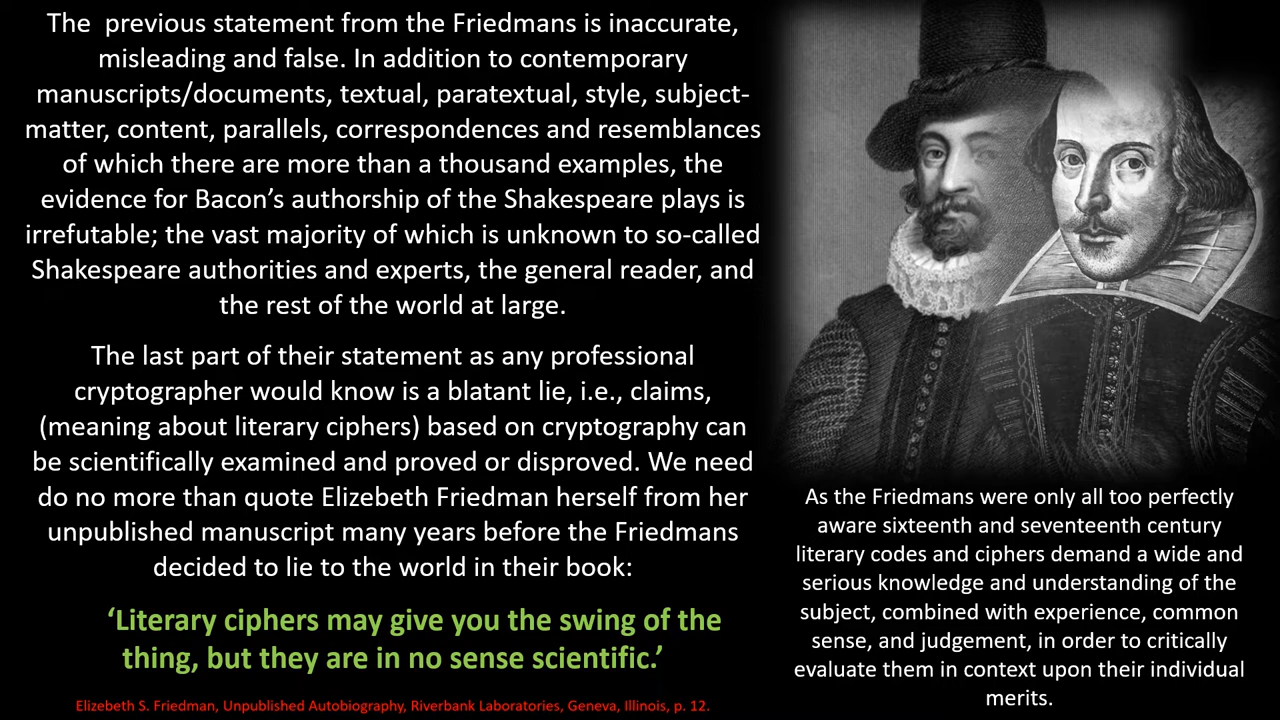 The  previous statement from the Friedmans is inaccurate,
misleading and false. In addition to contemporary
manuscripts/documents, textual, paratextual, style, subject-
matter, content, parallels, correspondences and resemblances
of which there are more than a thousand examples, the
evidence for Bacon’s authorship of the Shakespeare plays is
irrefutable; the vast majority of which is unknown to so-called
Shakespeare authorities and experts, the general reader, and
the rest of the world at large.
The last part of their statement as any professional
cryptographer would know is a blatant lie, i.e., claims,
(meaning about literary ciphers) based on cryptography can
be scientifically examined and proved or disproved. We need
do no more than quote Elizebeth Friedman herself from her
unpublished manuscript many years before the Friedmans
decided to lie to the world in their book:
‘Literary ciphers may give you the swing of the
thing, but they are in no sense scientific.’
Elizebeth S. Friedman, Unpublished Autobiography, Riverbank Laboratories, Geneva, Illinois, p. 12.
As the Friedmans were only all too perfectly
aware sixteenth and seventeenth century
literary codes and ciphers demand a wide and
serious knowledge and understanding of the
subject, combined with experience, common
sense, and judgement, in order to critically
evaluate them in context upon their individual
merits.